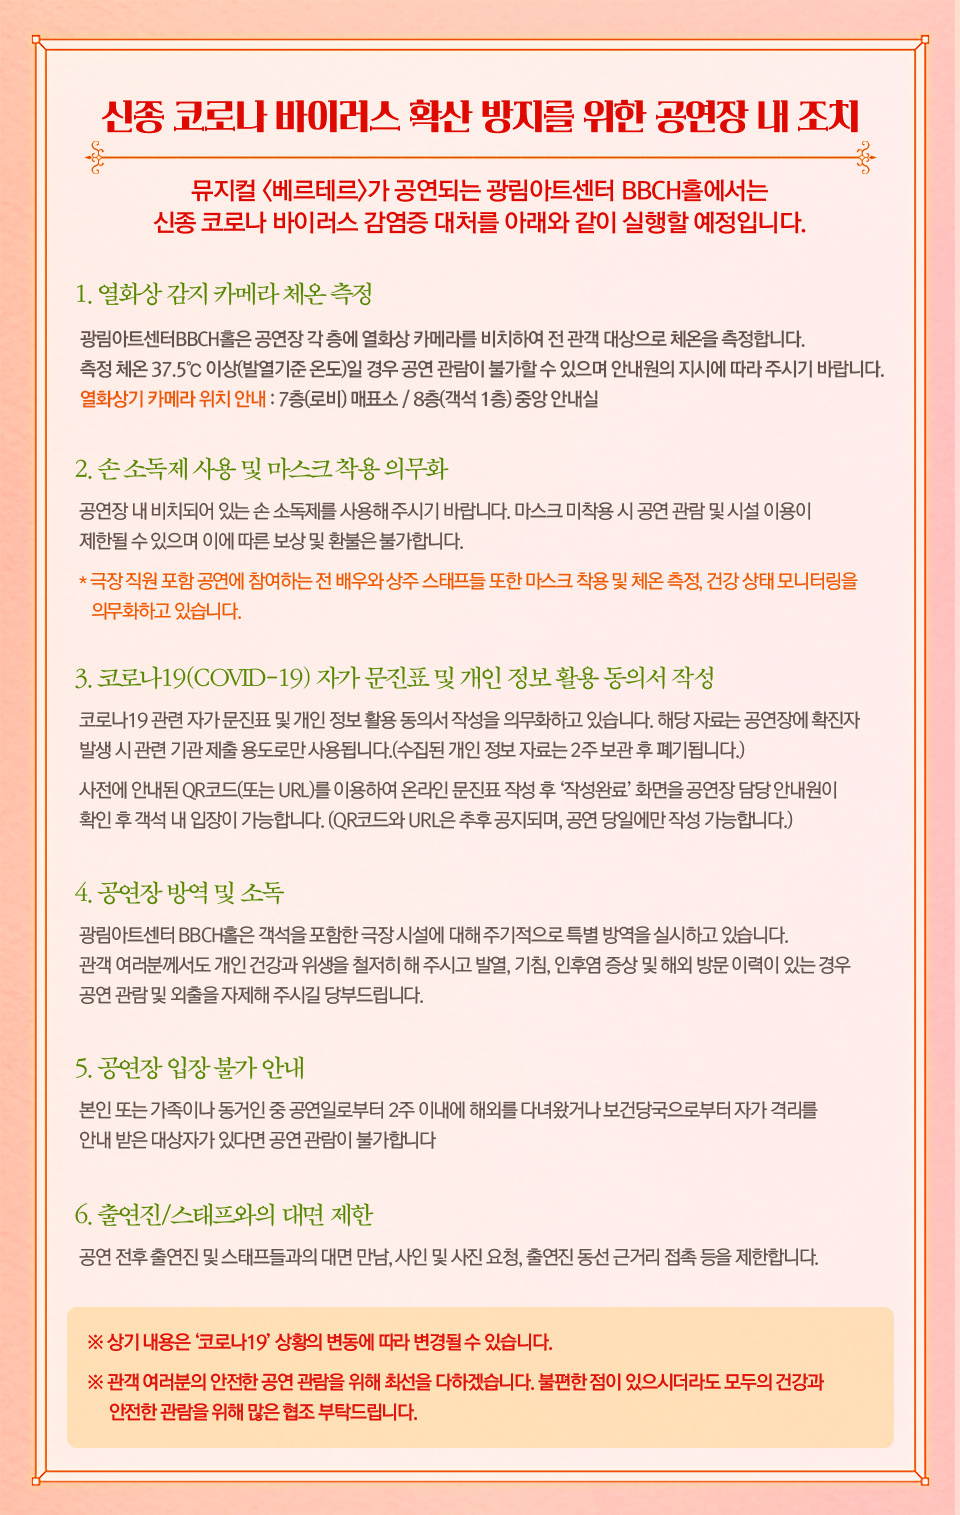 신종 코로나 바이러스 확산 방지를 위한 공연장 내 조치
뮤지컬 <베르테르>가 공연되는 광림아트센터 BBCH홀에서는
신종 코로나 바이러스 감염증 대처를 아래와 같이 실행할 예정입니다.
1. 열화상 감지 카메라 체온 측정
광림아트센터BBCH홀은 공연장 각 층에 열화상 카메라를 비치하여 전 관객 대상으로 체온을 측정합니다.
측정 체온 37.5℃ 이상(발열기준 온도)일 경우 공연 관람이 불가할 수 있으며 안내원의 지시에 따라 주시기 바랍니다.
열화상기 카메라 위치 안내 : 7층(로비) 매표소 / 8층(객석 1층) 중앙 안내실
2. 손 소독제 사용 및 마스크 착용 의무화
공연장 내 비치되어 있는 손 소독제를 사용해 주시기 바랍니다. 마스크 미착용 시 공연 관람 및 시설 이용이
제한될 수 있으며 이에 따른 보상 및 환불은 불가합니다.
* 극장 직원 포함 공연에 참여하는 전 배우와 상주 스태프들 또한 마스크 착용 및 체온 측정, 건강 상태 모니터링을
의무화하고 있습니다.
3. 코로나19(COVID-19) 자가 문진표 및 개인 정보 활용 동의서 작성
코로나19 관련 자가 문진표 및 개인 정보 활용 동의서 작성을 의무화하고 있습니다. 해당 자료는 공연장에 확진자
발생 시 관련 기관 제출 용도로만 사용됩니다.(수집된 개인 정보 자료는 2주 보관 후 폐기됩니다.)
사전에 안내된 QR코드(또는 URL)를 이용하여 온라인 문진표 작성 후 ‘작성완료’ 화면을 공연장 담당 안내원이
확인 후 객석 내 입장이 가능합니다. (QR코드와 URL은 추후 공지되며, 공연 당일에만 작성 가능합니다.)
4. 공연장 방역 및 소독
광림아트센터 BBCH홀은 객석을 포함한 극장 시설에 대해 주기적으로 특별 방역을 실시하고 있습니다.
관객 여러분께서도 개인 건강과 위생을 철저히 해 주시고 발열, 기침, 인후염 증상 및 해외 방문 이력이 있는 경우
공연 관람 및 외출을 자제해 주시길 당부드립니다.
5. 공연장 입장 불가 안내
본인 또는 가족이나 동거인 중 공연일로부터 2주 이내에 해외를 다녀왔거나 보건당국으로부터 자가 격리를
안내 받은 대상자가 있다면 공연 관람이 불가합니다
6. 출연진/스태프와의 대면 제한
공연 전후 출연진 및 스태프들과의 대면 만남, 사인 및 사진 요청, 출연진 동선 근거리 접촉 등을 제한합니다.
※ 상기 내용은 ‘코로나19’ 상황의 변동에 따라 변경될 수 있습니다.
※ 관객 여러분의 안전한 공연 관람을 위해 최선을 다하겠습니다. 불편한 점이 있으시더라도 모두의 건강과
안전한 관람을 위해 많은 협조 부탁드립니다.